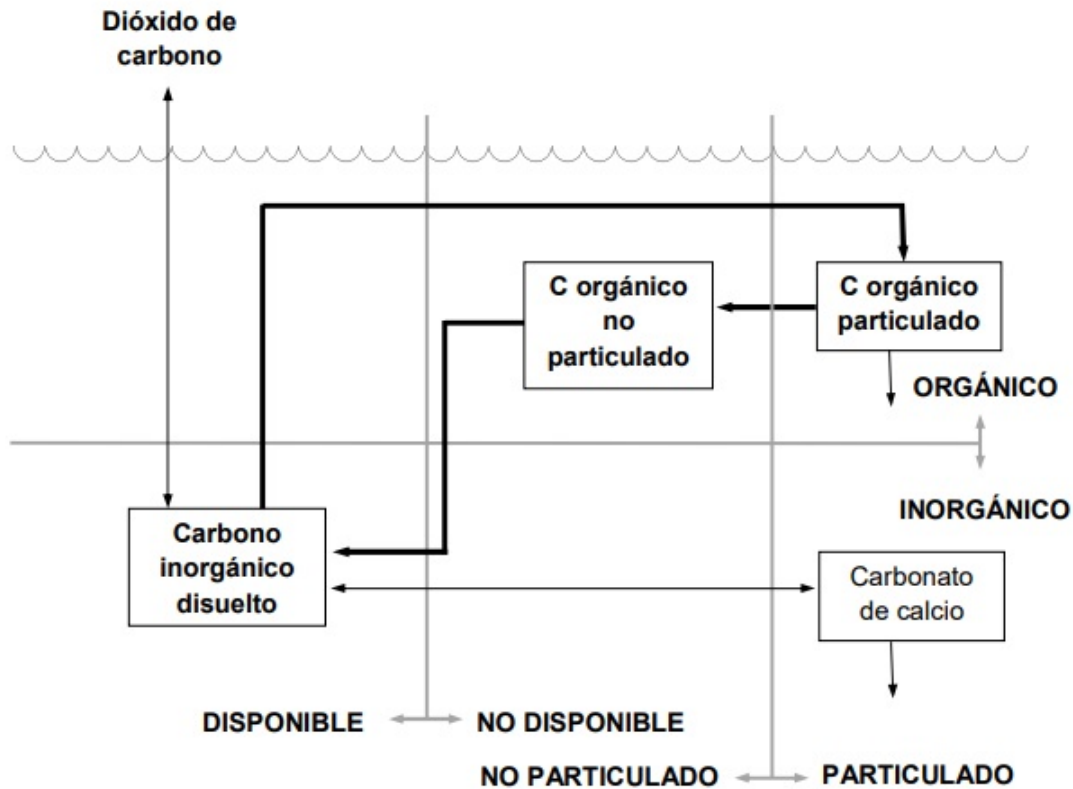 Dióxido de
carbono
C orgánico
no
particulado
C orgánico
particulado
ORGÁNICO
INORGÁNICO
Carbono
inorgánico
disuelto
Carbonato
de calcio
DISPONIBLE
NO DISPONIBLE
NO PARTICULADO
PARTICULADO